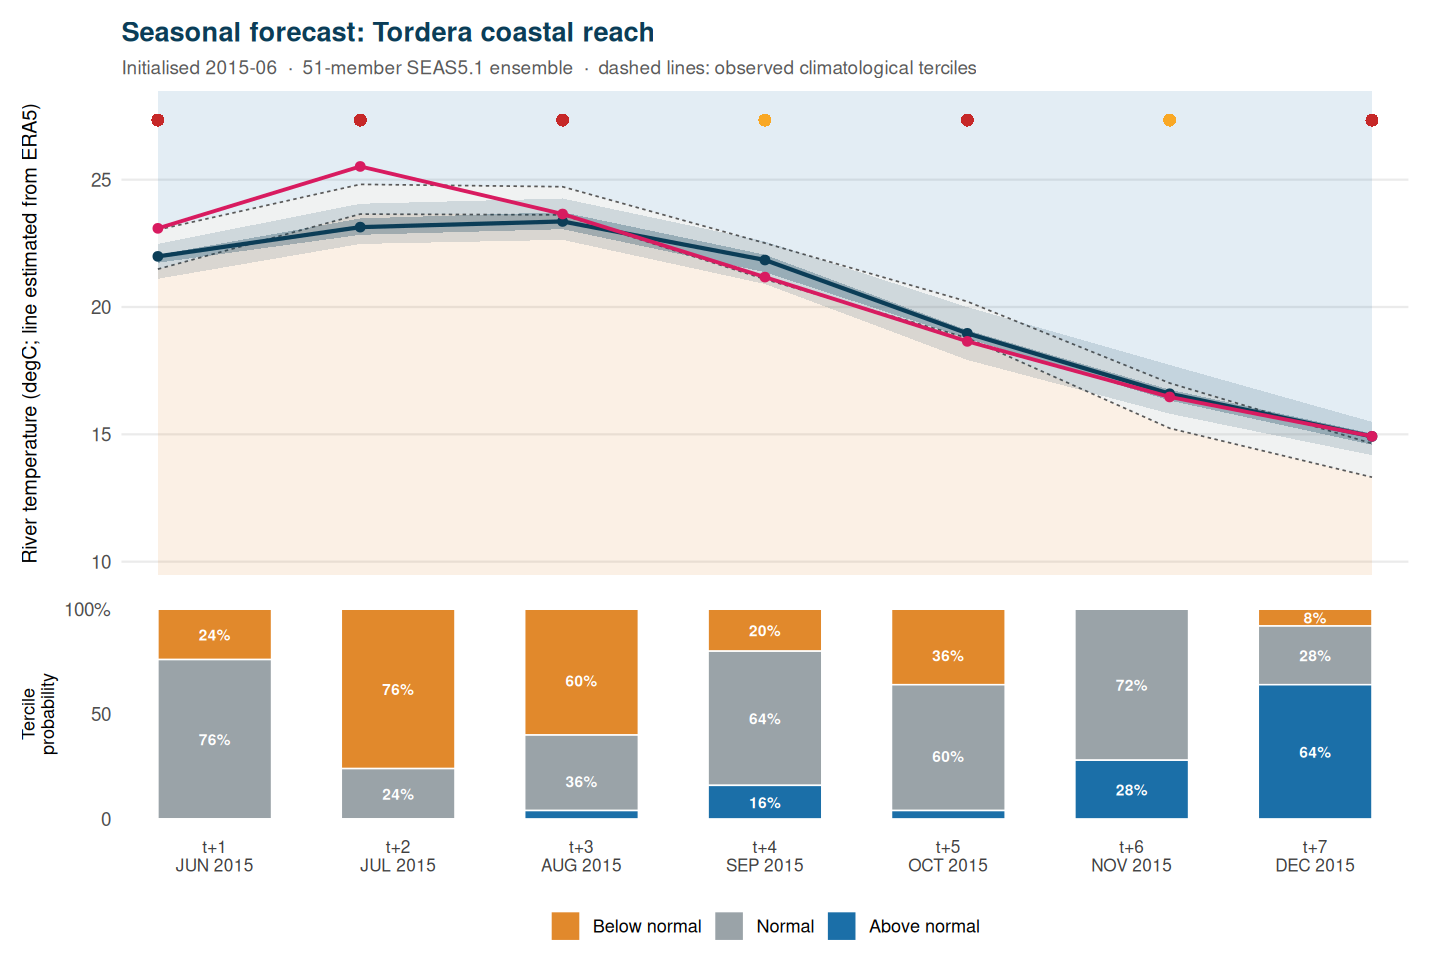 Seasonal forecast: Tordera coastal reach
Initialised 2015-06 · 51-member SEAS5.1 ensemble · dashed lines: observed climatological terciles
River temperature (degC; line estimated from ERA5)
25
20
15
10
Tercile
probability
100%
50
0
24%
76%
76%
24%
60%
36%
20%
64%
16%
36%
60%
72%
28%
8%
28%
64%
t+1
JUN 2015
t+2
JUL 2015
t+3
AUG 2015
t+4
SEP 2015
t+5
OCT 2015
t+6
NOV 2015
t+7
DEC 2015
Below normal
Normal
Above normal